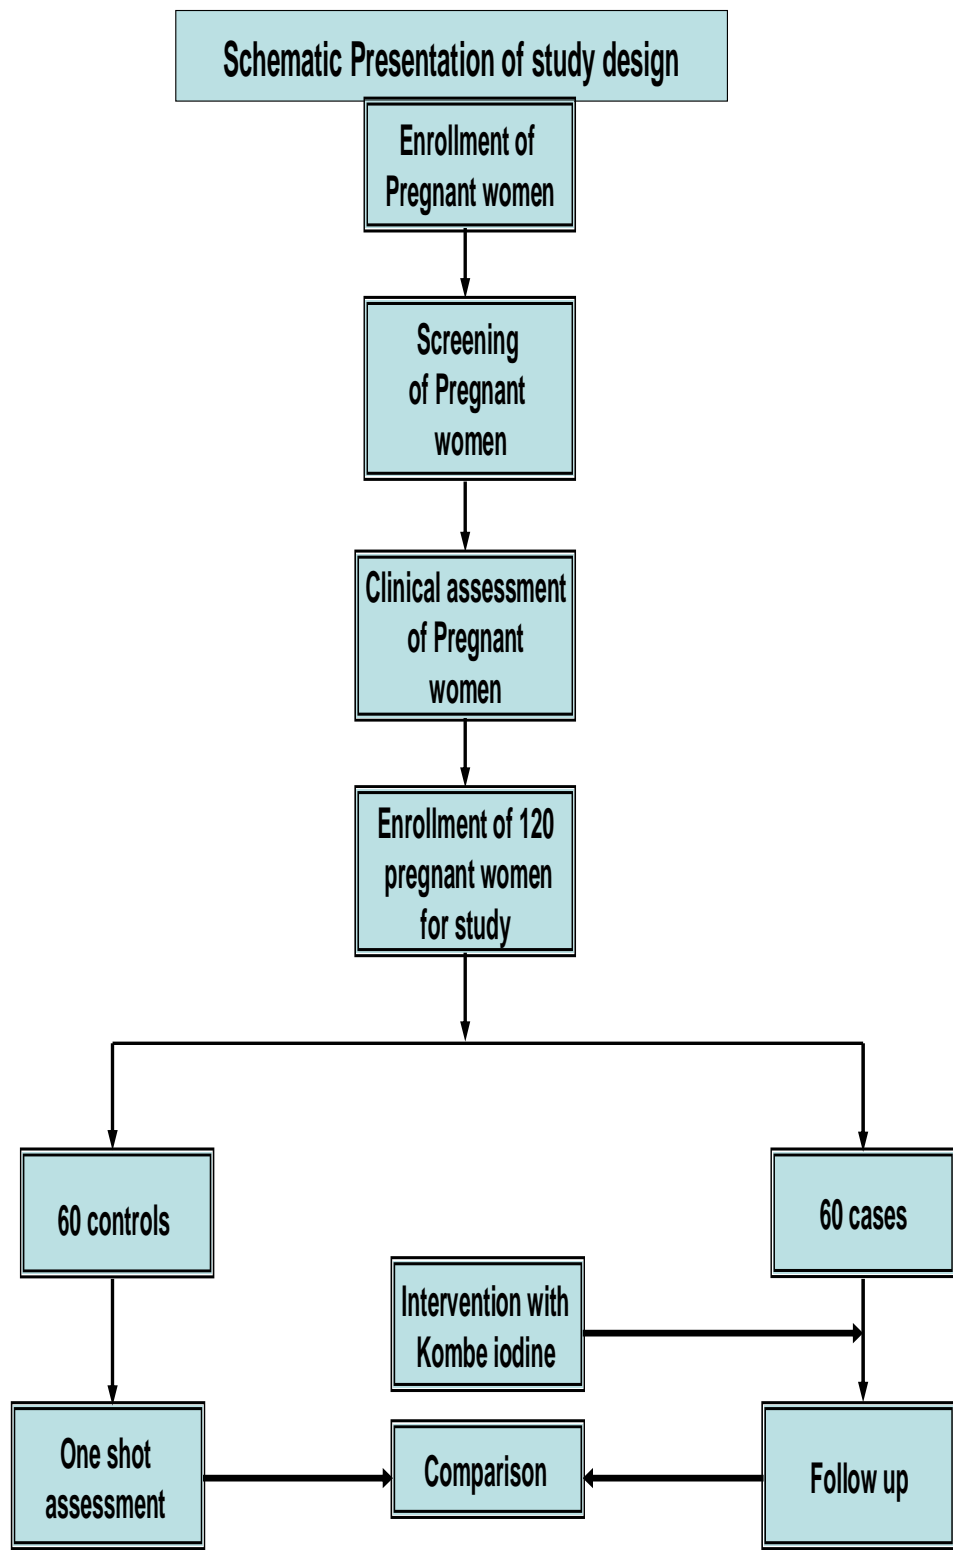 Schematic Presentation of study design
Enrollment of
Pregnant women
Screening
of Pregnant
women
Clinical assessment
of Pregnant
women
Enrollment of 120
pregnant women
for study
60 controls
60 cases
Intervention with
Kombe iodine
One shot
assessment
Comparison
Follow up